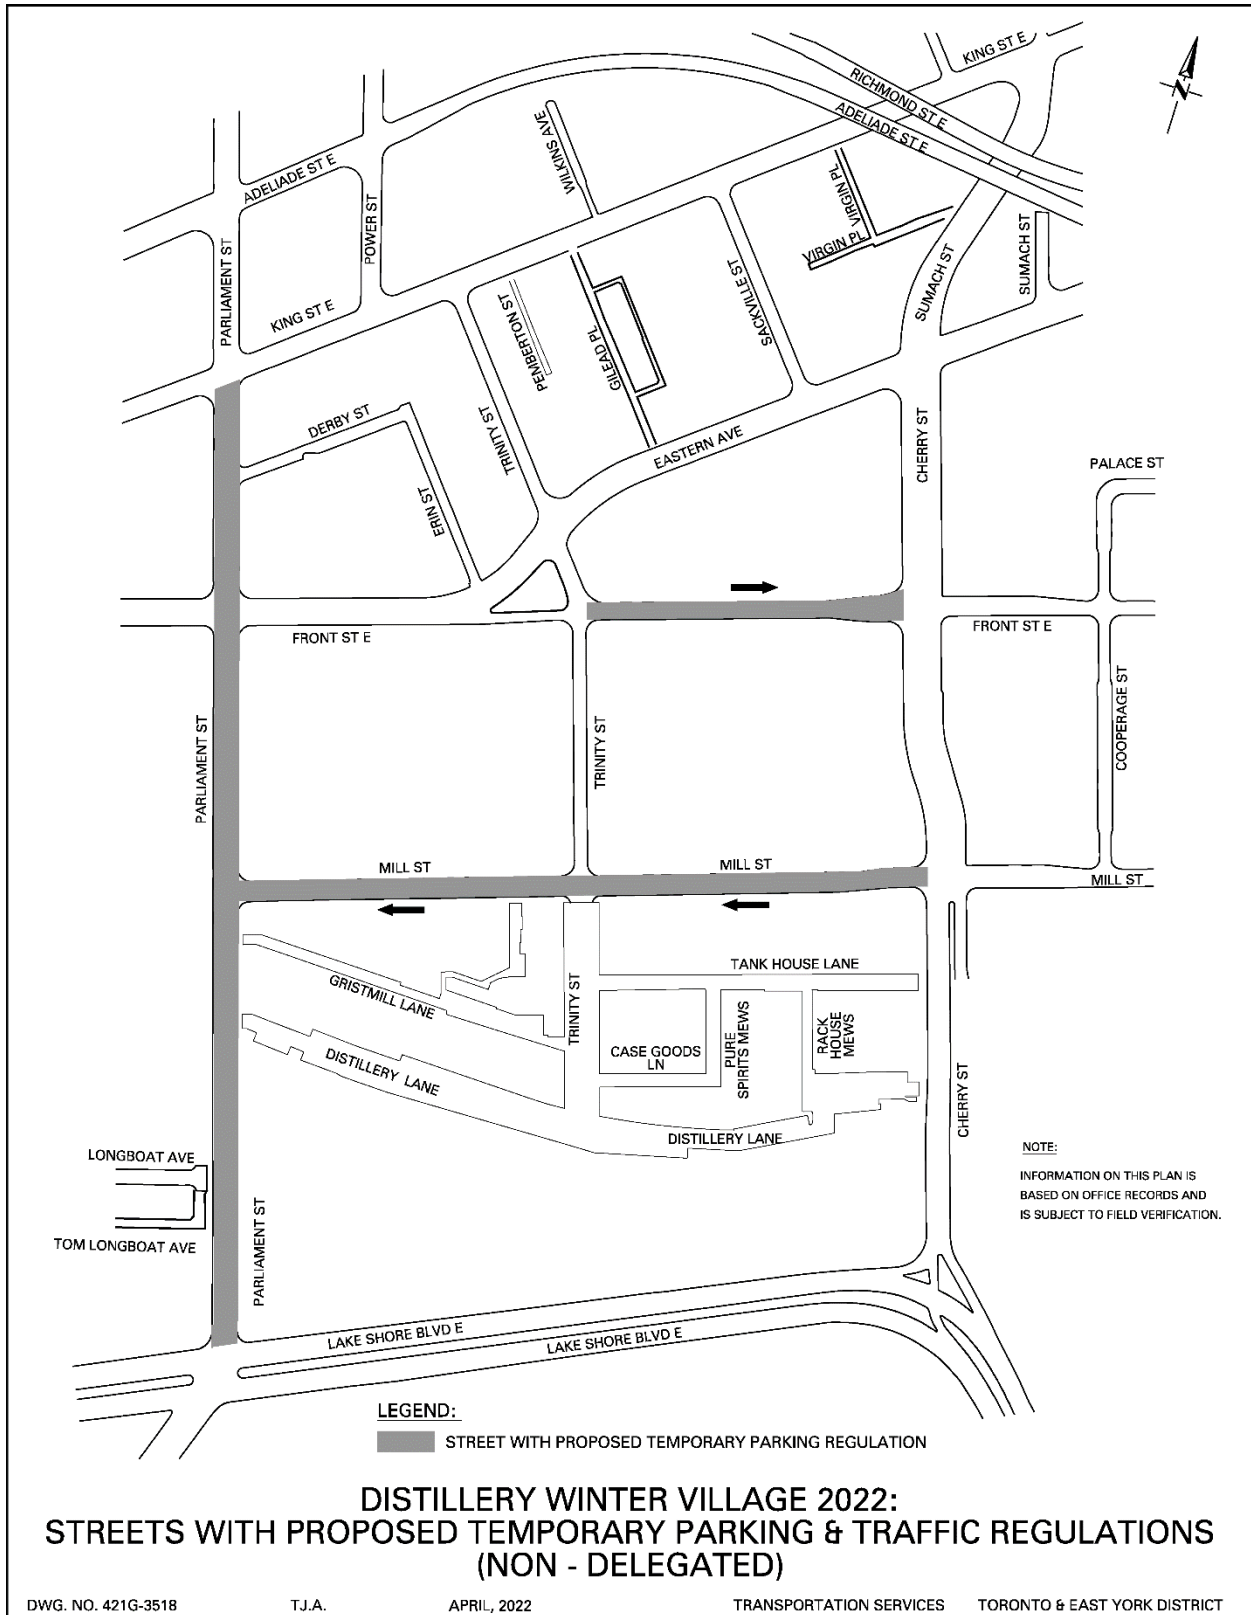 KING ST E
RICHMOND ST E
ADELIADE ST E
N
WILKINS AVE
ADELIADE ST E
POWER ST
PARLIAMENT ST
KING ST E
VIRGIN PL
VIRGIN PL
SUMACH ST
SUMACH ST
SACKVILLE ST
PEMBERTON ST
GILEAD PL
TRINITY ST
DERBY ST
ERIN ST
EASTERN AVE
CHERRY ST
PALACE ST
FRONT ST E
FRONT ST E
PARLIAMENT ST
TRINITY ST
COOPERAGE ST
MILL ST
MILL ST
MILL ST
GRISTMILL LANE
TRINITY ST
TANK HOUSE LANE
CASE GOODS
LN
PURE
SPIRITS MEWS
RACK
HOUSE
MEWS
DISTILLERY LANE
DISTILLERY LANE
CHERRY ST
LONGBOAT AVE
TOM LONGBOAT AVE
PARLIAMENT ST
NOTE:
INFORMATION ON THIS PLAN IS
BASED ON OFFICE RECORDS AND
IS SUBJECT TO FIELD VERIFICATION.
LAKE SHORE BLVD E
LAKE SHORE BLVD E
LEGEND:
STREET WITH PROPOSED TEMPORARY PARKING REGULATION
DISTILLERY WINTER VILLAGE 2022:
STREETS WITH PROPOSED TEMPORARY PARKING & TRAFFIC REGULATIONS
(NON - DELEGATED)
DWG. NO. 421G-3518 T.J.A. APRIL, 2022 TRANSPORTATION SERVICES TORONTO & EAST YORK DISTRICT